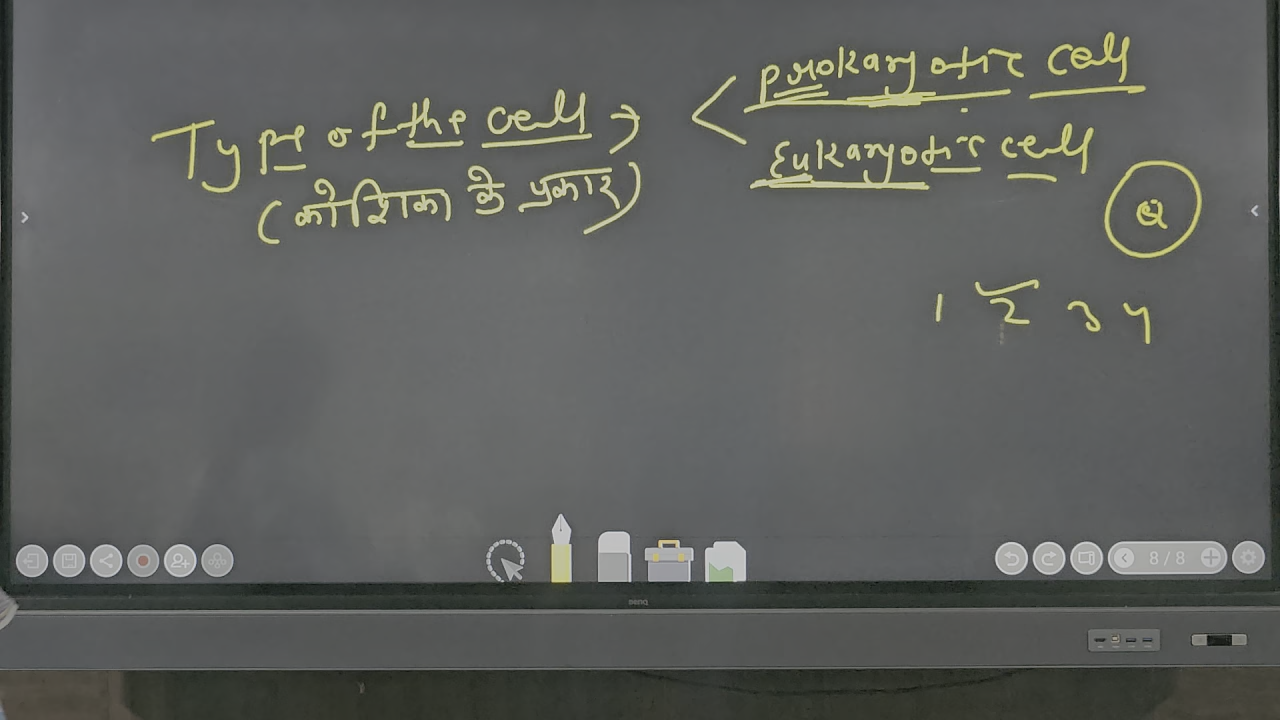 Type of the cell → < prokaryotic cell
Eukaryotic cell
(कोशिका के प्रकार)
Q
1 2 3 4
8/8